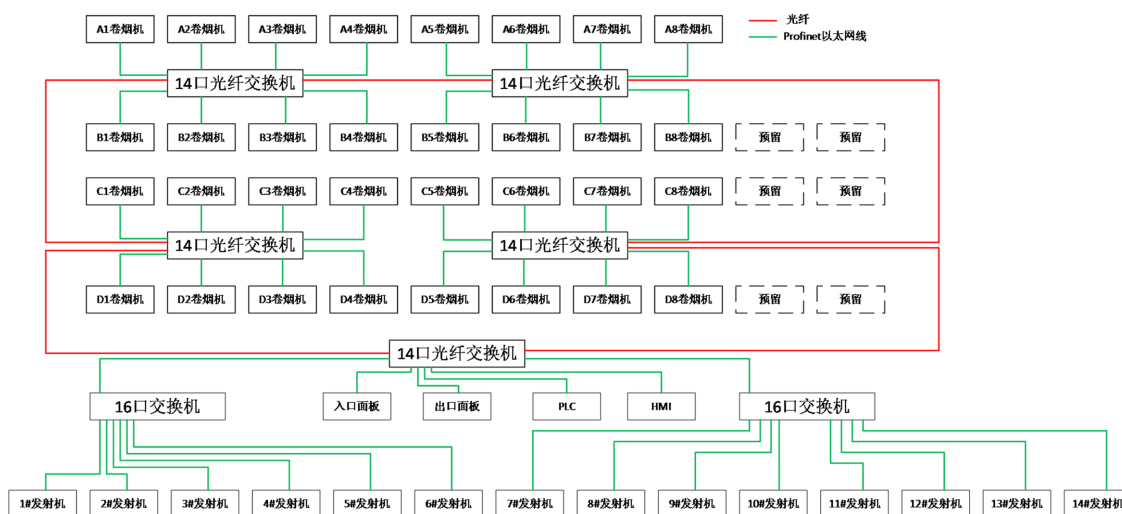 A1卷烟机 A2卷烟机 A3卷烟机 A4卷烟机 A5卷烟机 A6卷烟机 A7卷烟机 A8卷烟机
光纤
Profinet以太网线
14口光纤交换机 14口光纤交换机
B1卷烟机 B2卷烟机 B3卷烟机 B4卷烟机 B5卷烟机 B6卷烟机 B7卷烟机 B8卷烟机 预留 预留
C1卷烟机 C2卷烟机 C3卷烟机 C4卷烟机 C5卷烟机 C6卷烟机 C7卷烟机 C8卷烟机 预留 预留
14口光纤交换机 14口光纤交换机
D1卷烟机 D2卷烟机 D3卷烟机 D4卷烟机 D5卷烟机 D6卷烟机 D7卷烟机 D8卷烟机 预留 预留
14口光纤交换机
16口交换机 入口面板 出口面板 PLC HMI 16口交换机
1#发射机 2#发射机 3#发射机 4#发射机 5#发射机 6#发射机 7#发射机 8#发射机 9#发射机 10#发射机 11#发射机 12#发射机 13#发射机 14#发射机